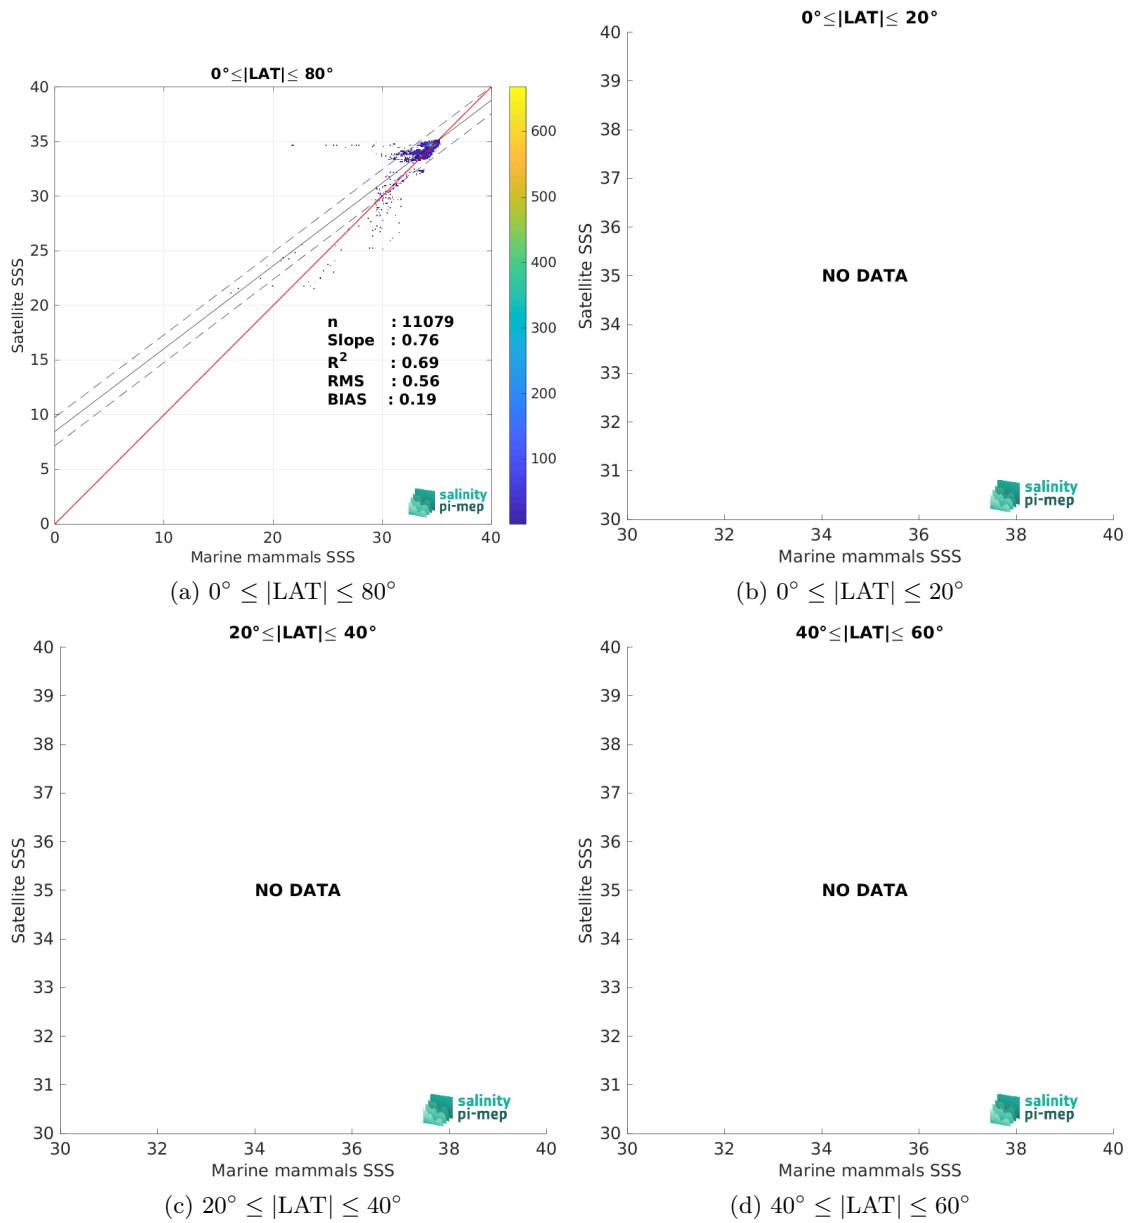 0°≤|LAT|≤ 80°
40
35
30
25
20
15
10
5
0
Satellite SSS
0
10
20
30
40
Marine mammals SSS
600
500
400
300
200
100
n : 11079
Slope : 0.76
R² : 0.69
RMS : 0.56
BIAS : 0.19
salinity
pi-mep
(a) 0° ≤ |LAT| ≤ 80°
0°≤|LAT|≤ 20°
40
39
38
37
36
35
34
33
32
31
30
Satellite SSS
NO DATA
30
32
34
36
38
40
Marine mammals SSS
salinity
pi-mep
(b) 0° ≤ |LAT| ≤ 20°
20°≤|LAT|≤ 40°
40
39
38
37
36
35
34
33
32
31
30
Satellite SSS
NO DATA
30
32
34
36
38
40
Marine mammals SSS
salinity
pi-mep
(c) 20° ≤ |LAT| ≤ 40°
40°≤|LAT|≤ 60°
40
39
38
37
36
35
34
33
32
31
30
Satellite SSS
NO DATA
30
32
34
36
38
40
Marine mammals SSS
salinity
pi-mep
(d) 40° ≤ |LAT| ≤ 60°